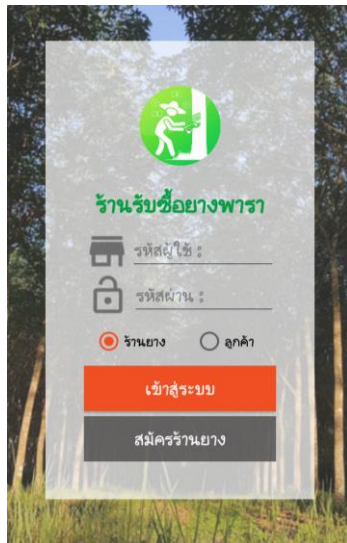 ร้านรับซื้อยางพารา
รหัสผู้ใช้ :
รหัสผ่าน :
ร้านยาง ลูกค้า
เข้าสู่ระบบ
สมัครร้านยาง